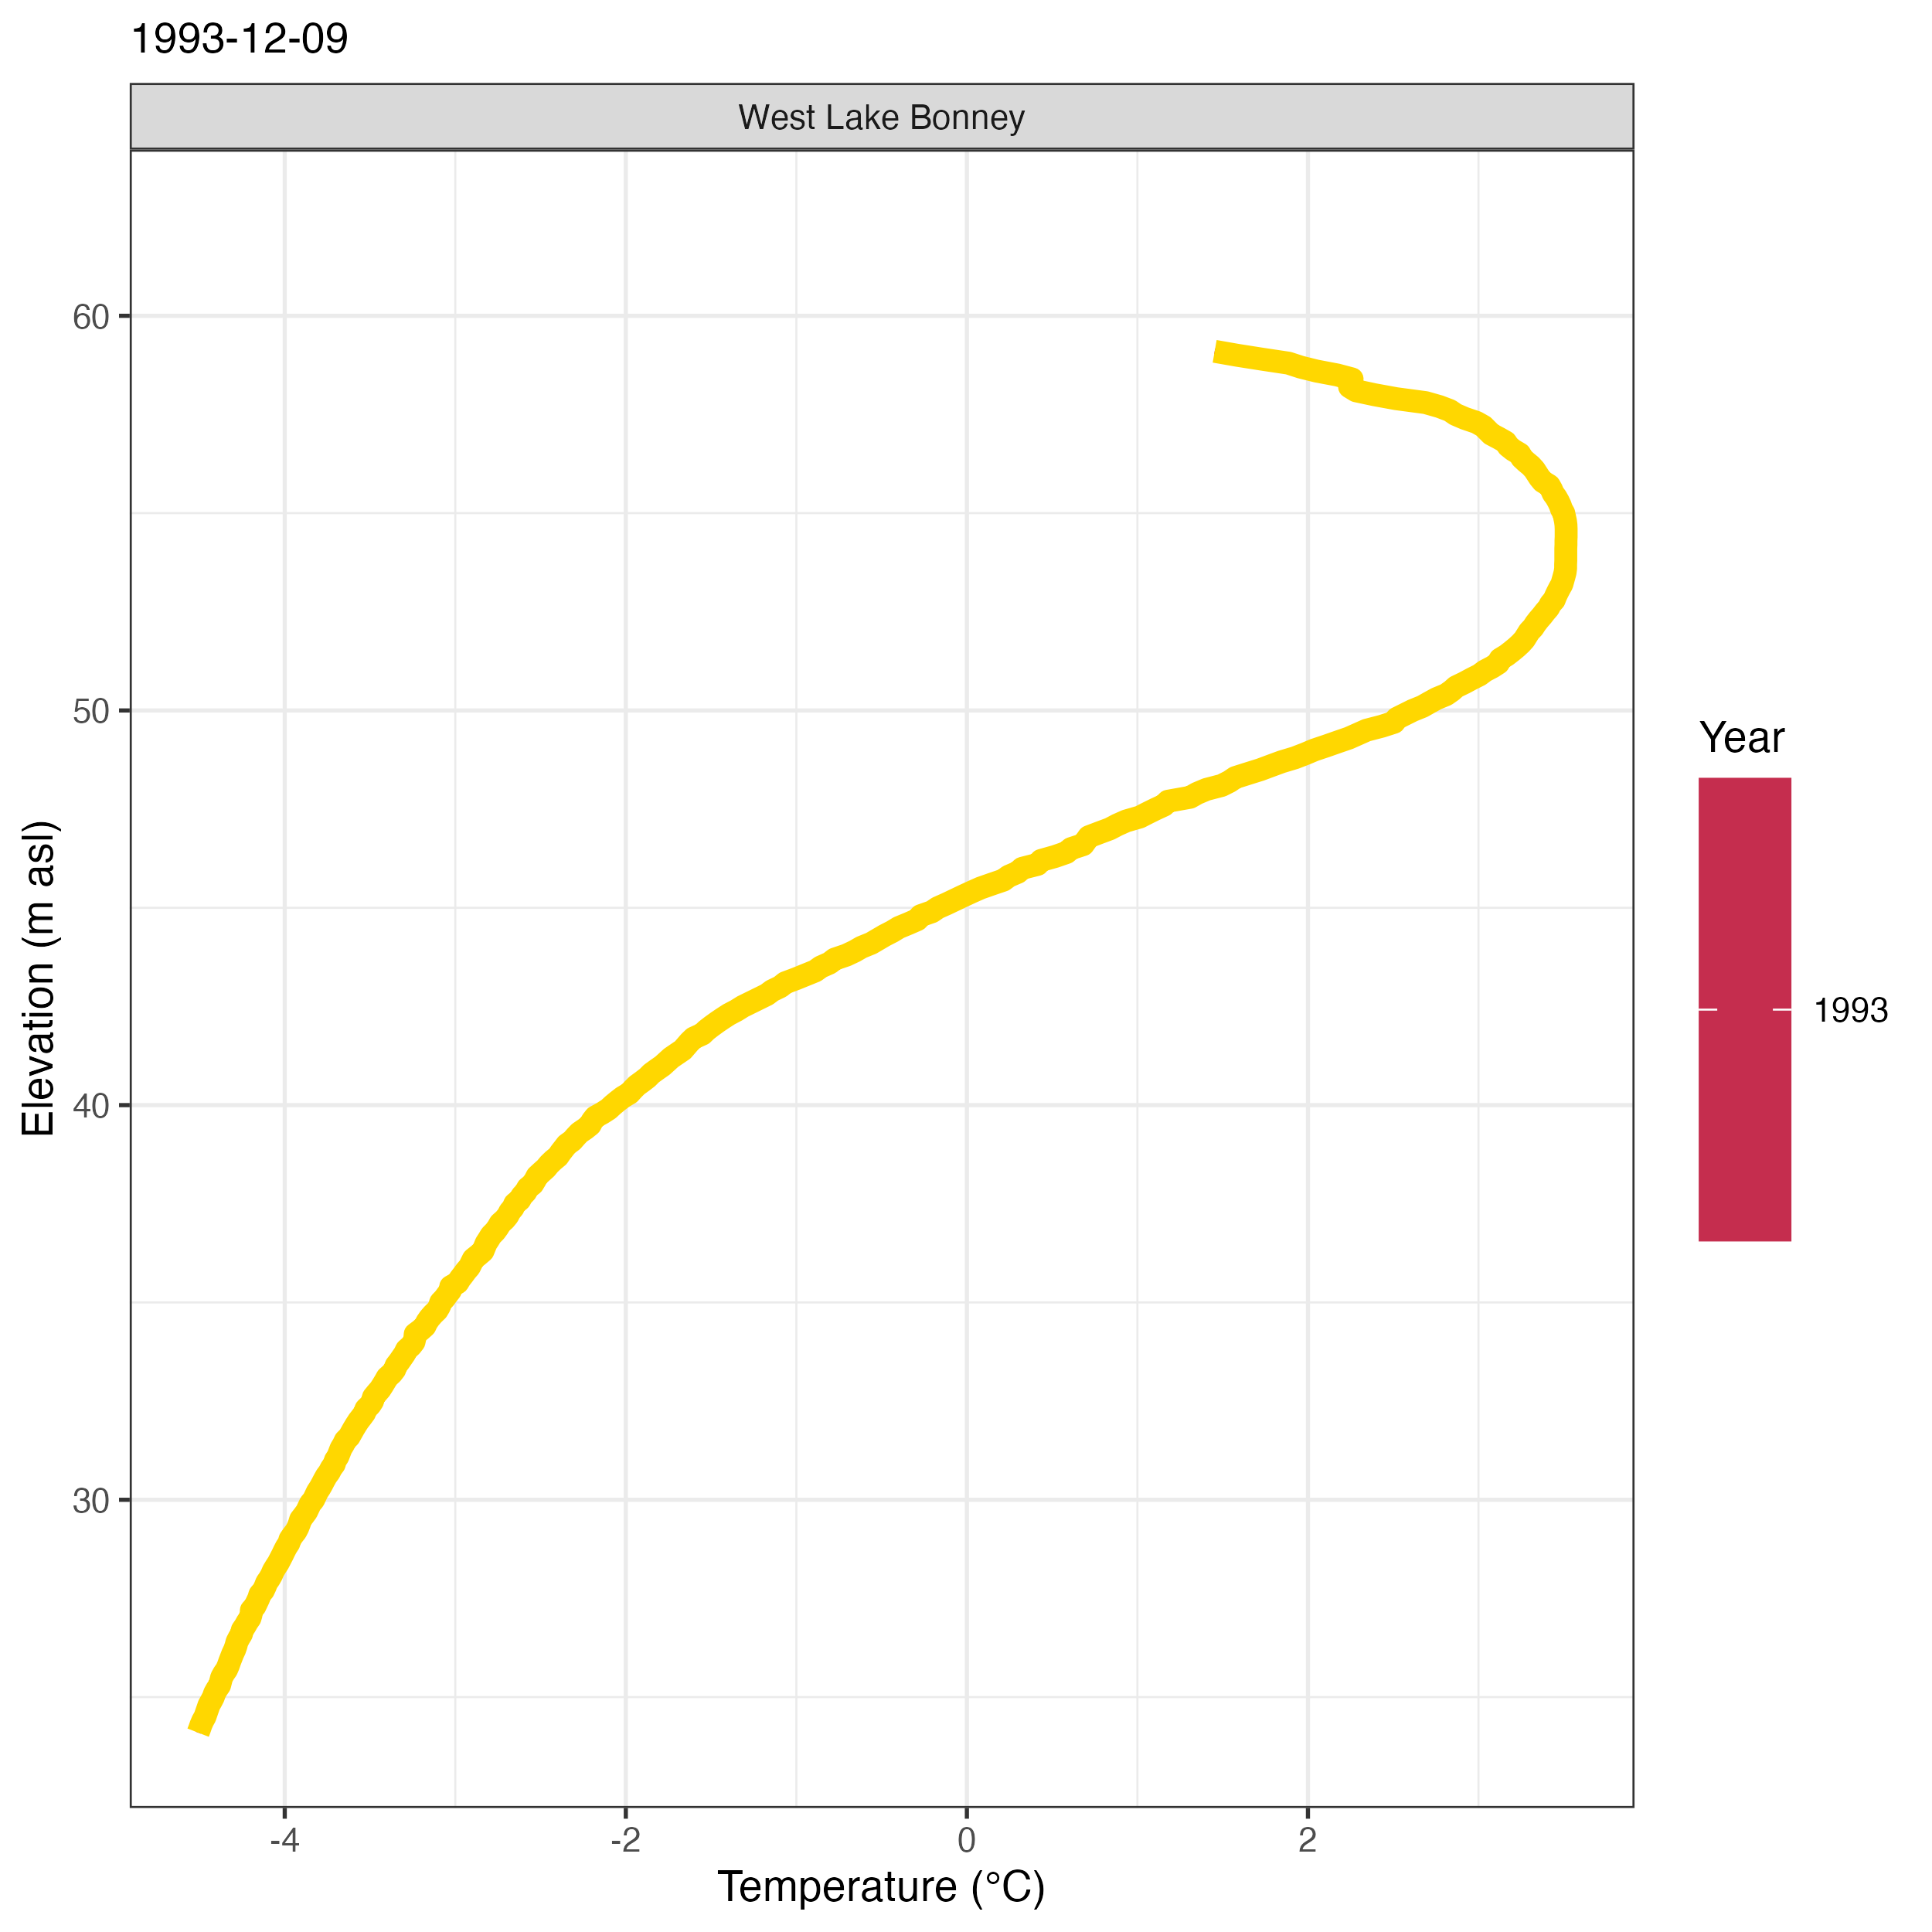 1993-12-09
West Lake Bonney
60
50
40
30
Elevation (m asl)
-4
-2
0
2
Temperature (°C)
Year
1993